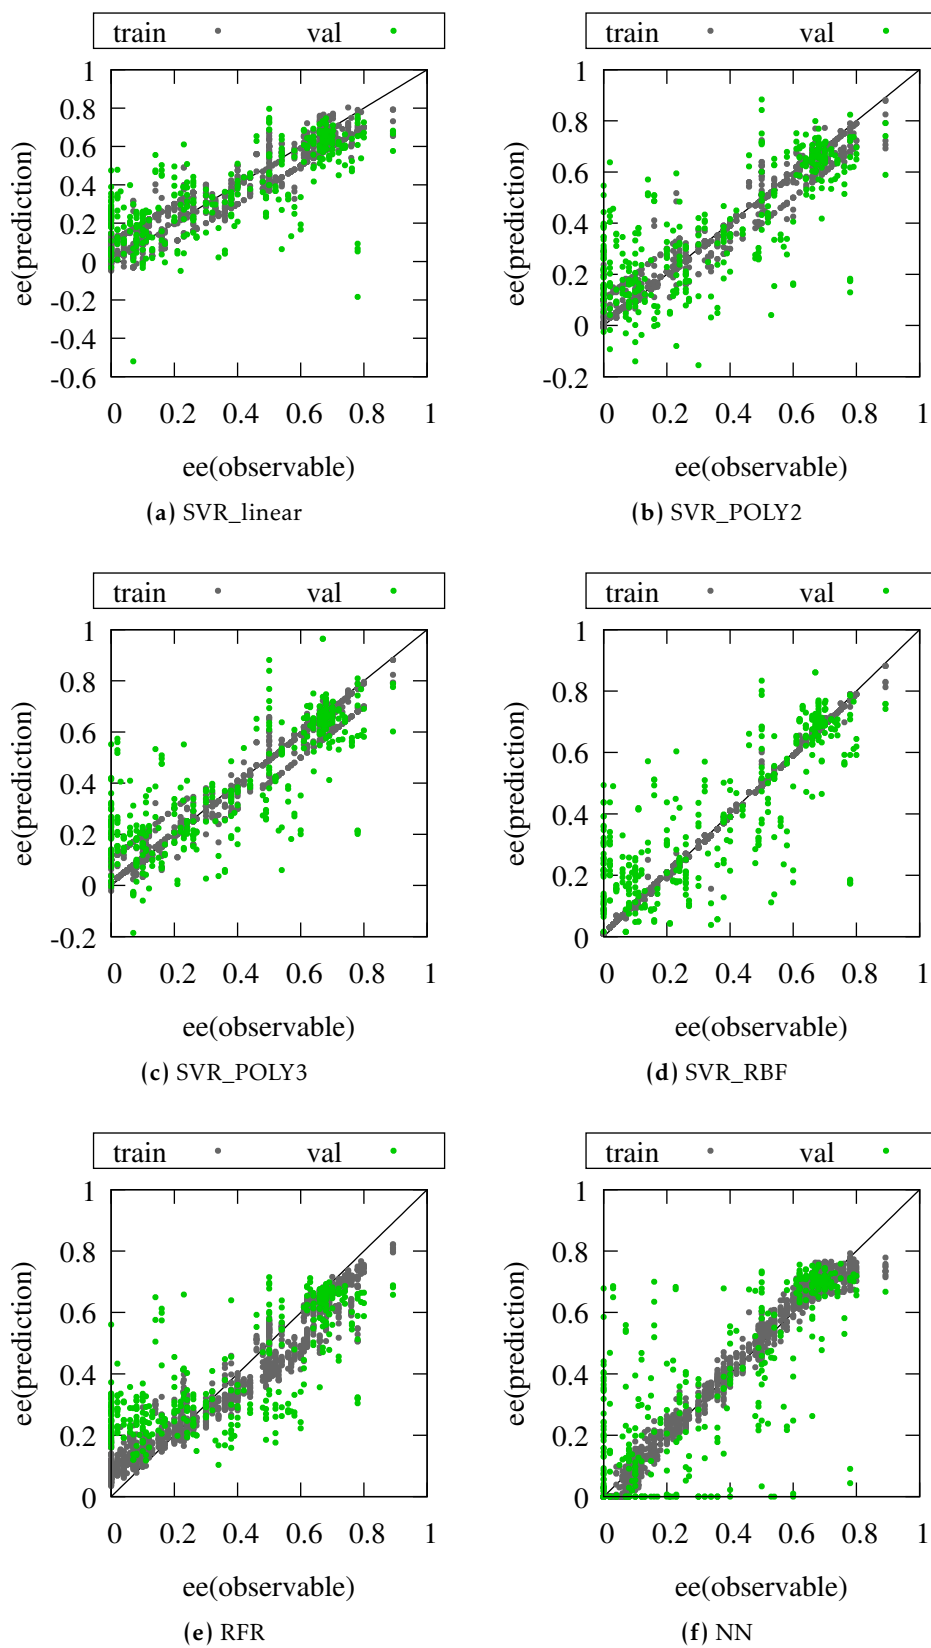 train val
1
0.8
0.6
0.4
0.2
0
-0.2
-0.4
-0.6
ee(prediction)
0 0.2 0.4 0.6 0.8 1
ee(observable)
(a) SVR_linear
train val
1
0.8
0.6
0.4
0.2
0
-0.2
ee(prediction)
0 0.2 0.4 0.6 0.8 1
ee(observable)
(b) SVR_POLY2
train val
1
0.8
0.6
0.4
0.2
0
-0.2
ee(prediction)
0 0.2 0.4 0.6 0.8 1
ee(observable)
(c) SVR_POLY3
train val
1
0.8
0.6
0.4
0.2
0
ee(prediction)
0 0.2 0.4 0.6 0.8 1
ee(observable)
(d) SVR_RBF
train val
1
0.8
0.6
0.4
0.2
0
ee(prediction)
0 0.2 0.4 0.6 0.8 1
ee(observable)
(e) RFR
train val
1
0.8
0.6
0.4
0.2
0
ee(prediction)
0 0.2 0.4 0.6 0.8 1
ee(observable)
(f) NN